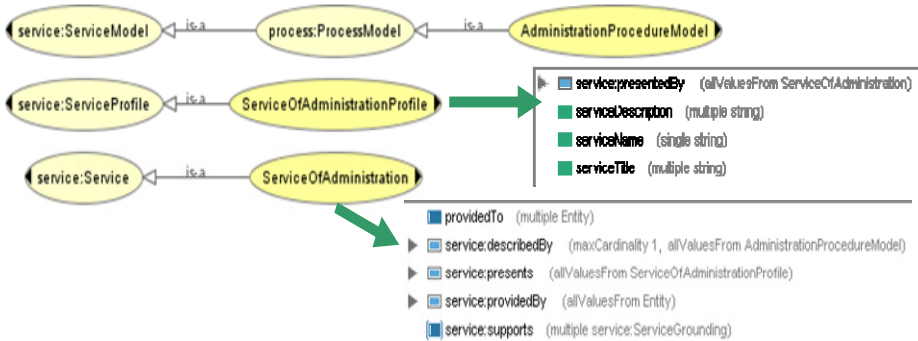 service:ServiceModel is-a process:ProcessModel is-a AdministrationProcedureModel
service:ServiceProfile is-a ServiceOfAdministrationProfile
service:presentedBy (allValuesFrom ServiceOfAdministration)
serviceDescription (multiple string)
serviceName (single string)
serviceTitle (multiple string)
service:Service is-a ServiceOfAdministration
providedTo (multiple Entity)
service:describedBy (maxCardinality 1, allValuesFrom AdministrationProcedureModel)
service:presents (allValuesFrom ServiceOfAdministrationProfile)
service:providedBy (allValuesFrom Entity)
service:supports (multiple service:ServiceGrounding)